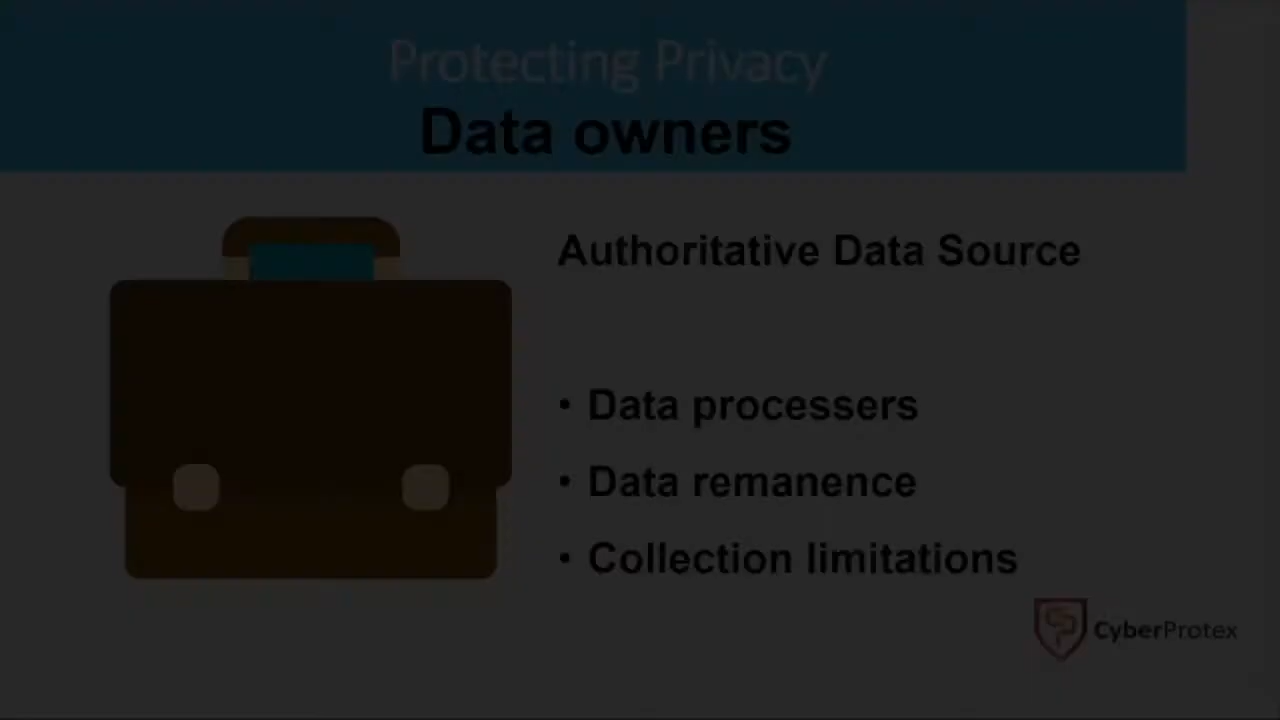 Protecting Privacy
Data owners
Authoritative Data Source
• Data processers
• Data remanence
• Collection limitations
CyberProtex